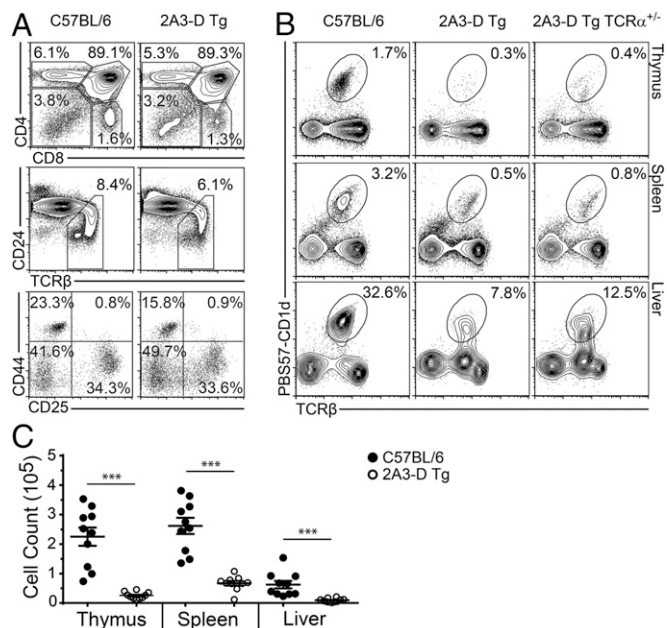 A
C57BL/6 2A3-D Tg
6.1% 89.1% 5.3% 89.3%
3.8% 1.6% 3.2% 1.3%
CD4
CD8
8.4% 6.1%
CD24
TCRβ
23.3% 0.8% 15.8% 0.9%
41.6% 34.3% 49.7% 33.6%
CD44
CD25
B
C57BL/6 2A3-D Tg 2A3-D Tg TCRα+/-
1.7% 0.3% 0.4%
Thymus
3.2% 0.5% 0.8%
Spleen
32.6% 7.8% 12.5%
Liver
PBS57-CD1d
TCRβ
C
C57BL/6
2A3-D Tg
*** *** ***
Cell Count (105)
5
4
3
2
1
0
Thymus Spleen Liver